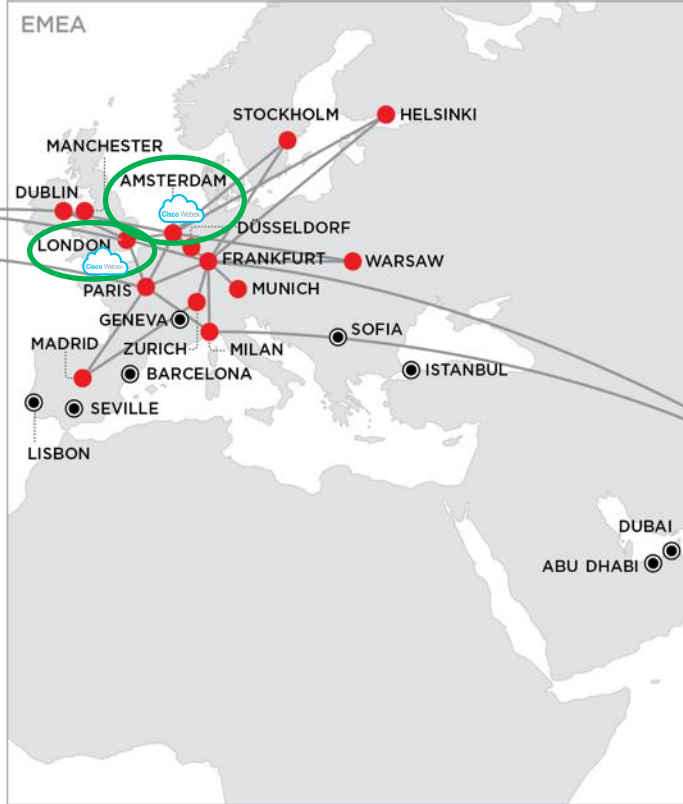 EMEA
STOCKHOLM
HELSINKI
MANCHESTER
AMSTERDAM
DUBLIN
Cisco Webex
DÜSSELDORF
LONDON
Cisco Webex
FRANKFURT
WARSAW
PARIS
MUNICH
GENEVA
SOFIA
MADRID
ZURICH
MILAN
BARCELONA
ISTANBUL
SEVILLE
LISBON
DUBAI
ABU DHABI